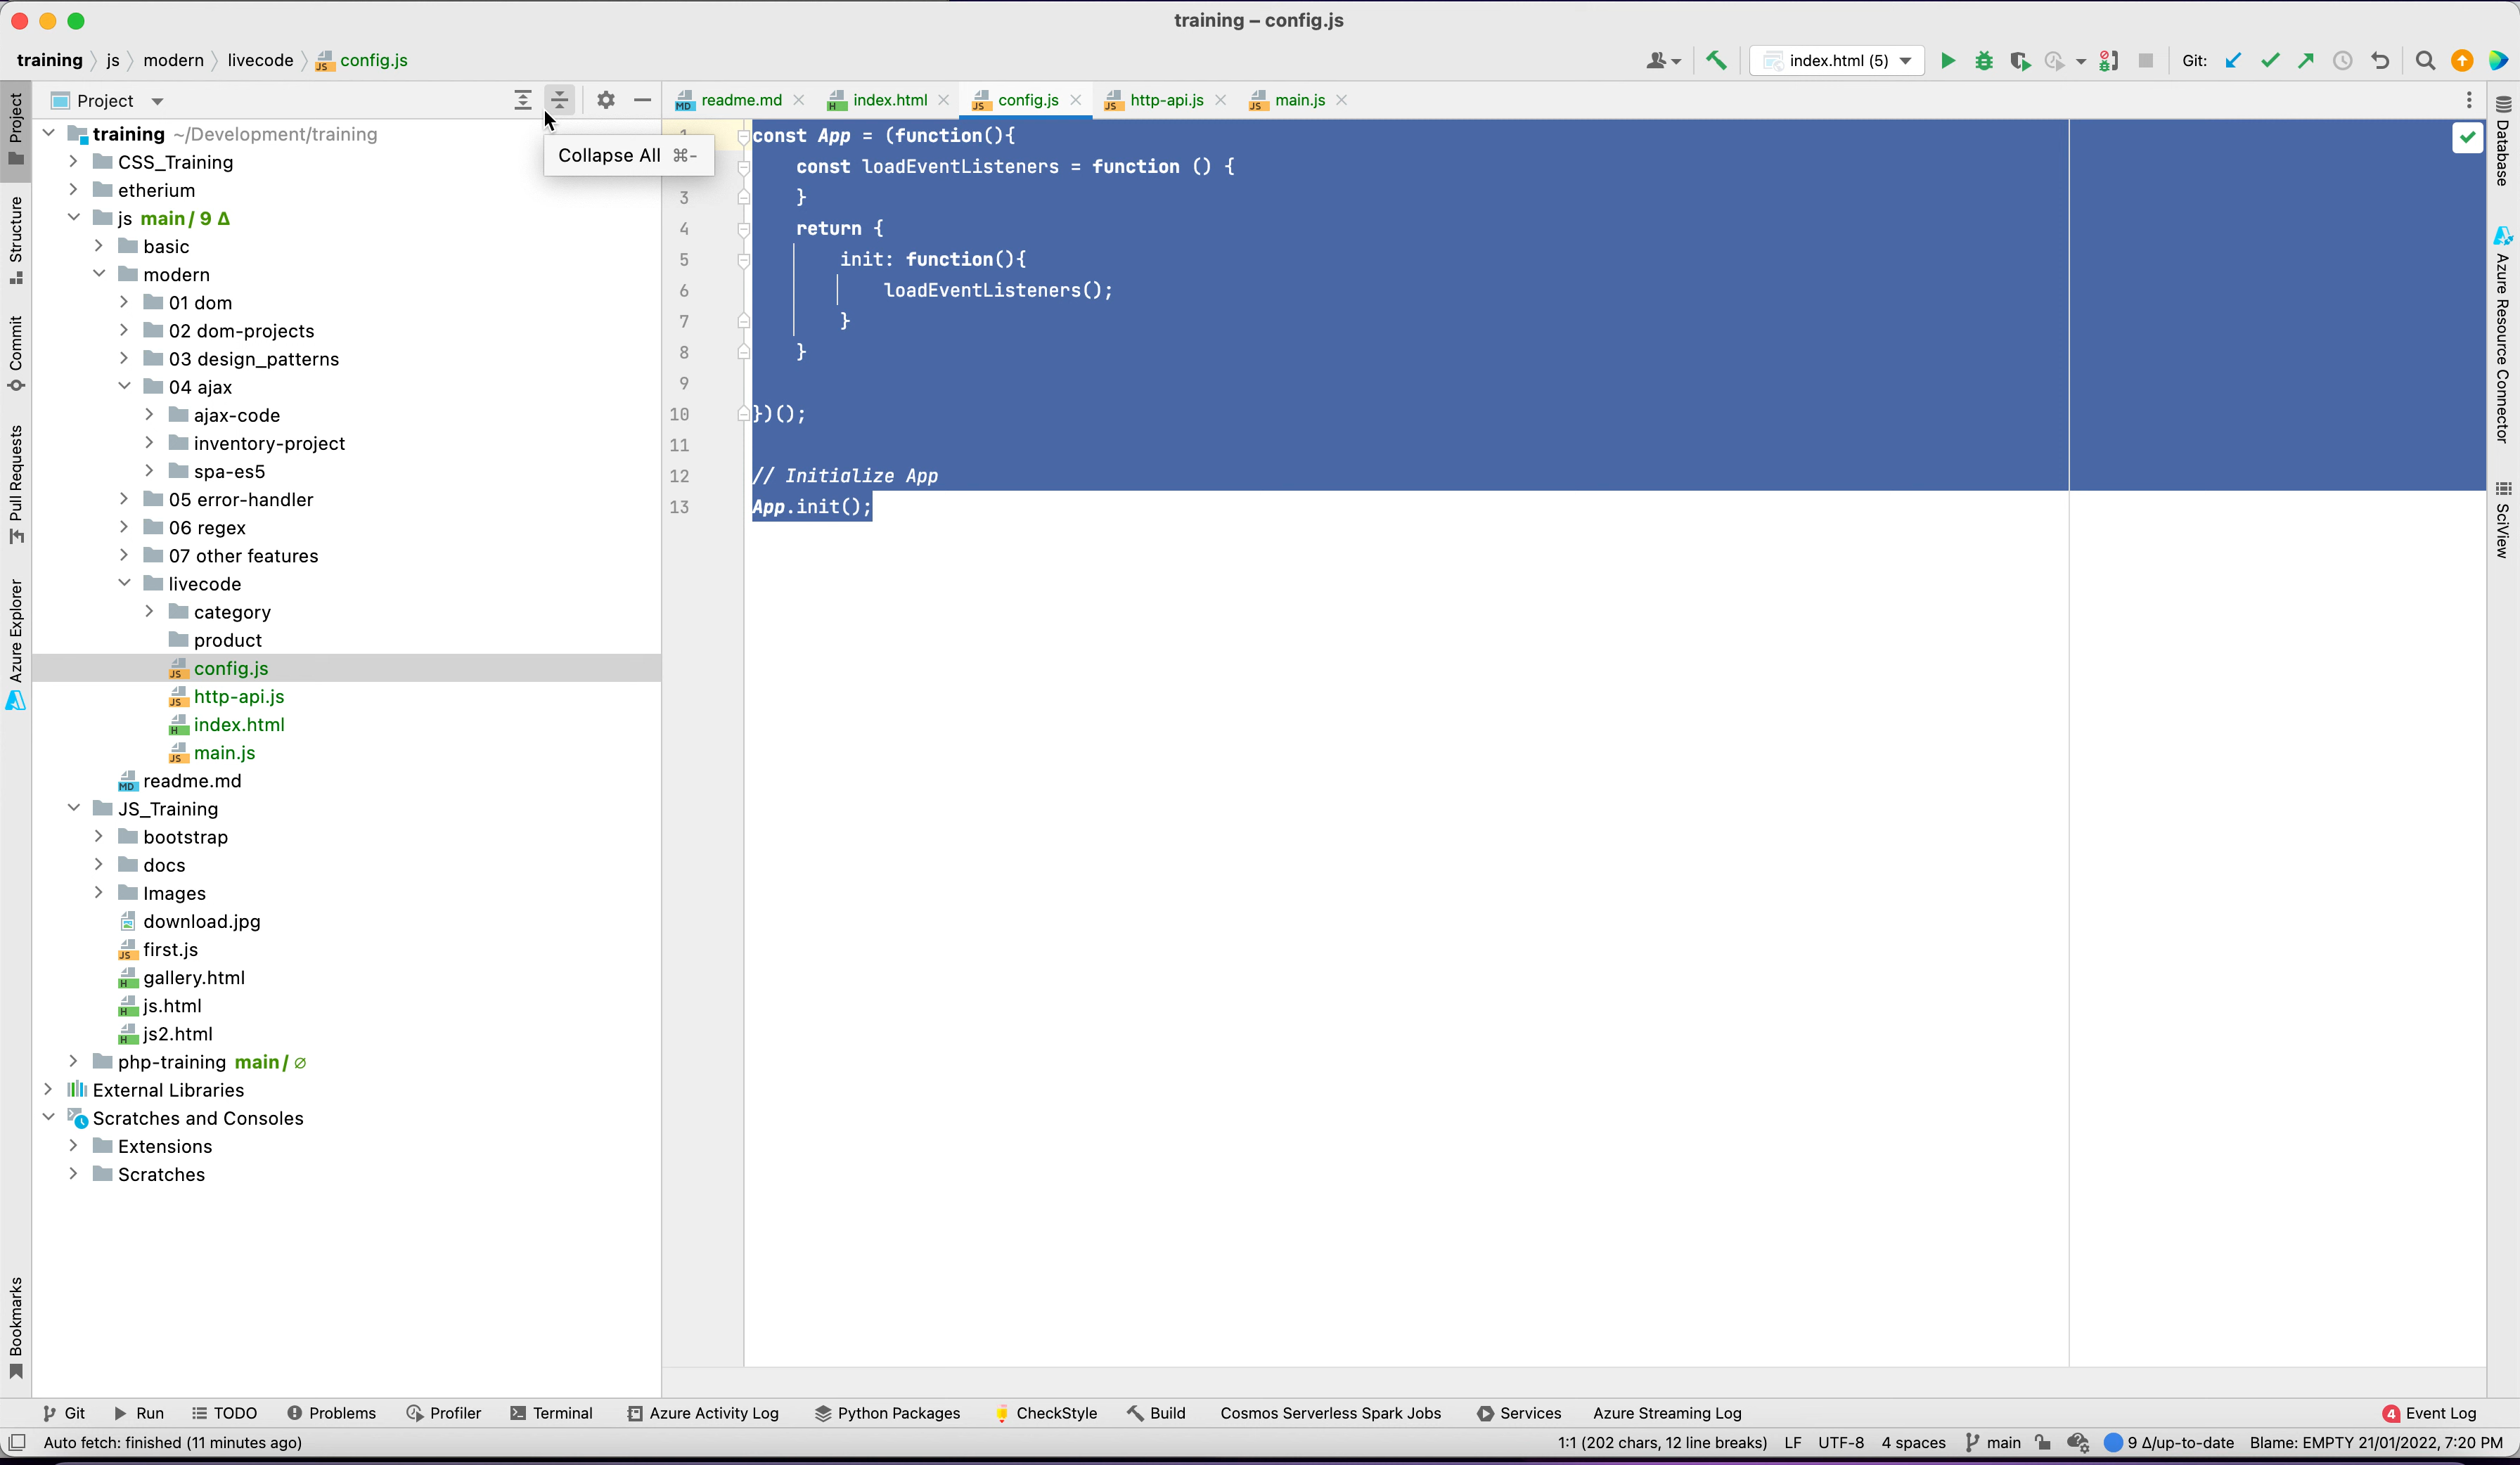 training – config.js
training js modern livecode config.js
index.html (5)
Git:
Project
readme.md
index.html
config.js
http-api.js
main.js
Collapse All ⌘-
training ~/Development/training
CSS_Training
etherium
js main / 9 Δ
basic
modern
01 dom
02 dom-projects
03 design_patterns
04 ajax
ajax-code
inventory-project
spa-es5
05 error-handler
06 regex
07 other features
livecode
category
product
config.js
http-api.js
index.html
main.js
readme.md
JS_Training
bootstrap
docs
Images
download.jpg
first.js
gallery.html
js.html
js2.html
php-training main / ∅
External Libraries
Scratches and Consoles
Extensions
Scratches
1 const App = (function(){
const loadEventListeners = function () {
3 }
4 return {
5 init: function(){
6 loadEventListeners();
7 }
8 }
9
10 })();
11
12 // Initialize App
13 App.init();
Project
Structure
Commit
Pull Requests
Azure Explorer
Bookmarks
Database
Azure Resource Connector
SciView
Git Run TODO Problems Profiler Terminal Azure Activity Log Python Packages CheckStyle Build Cosmos Serverless Spark Jobs Services Azure Streaming Log 4 Event Log
Auto fetch: finished (11 minutes ago) 1:1 (202 chars, 12 line breaks) LF UTF-8 4 spaces main 9 Δ/up-to-date Blame: EMPTY 21/01/2022, 7:20 PM